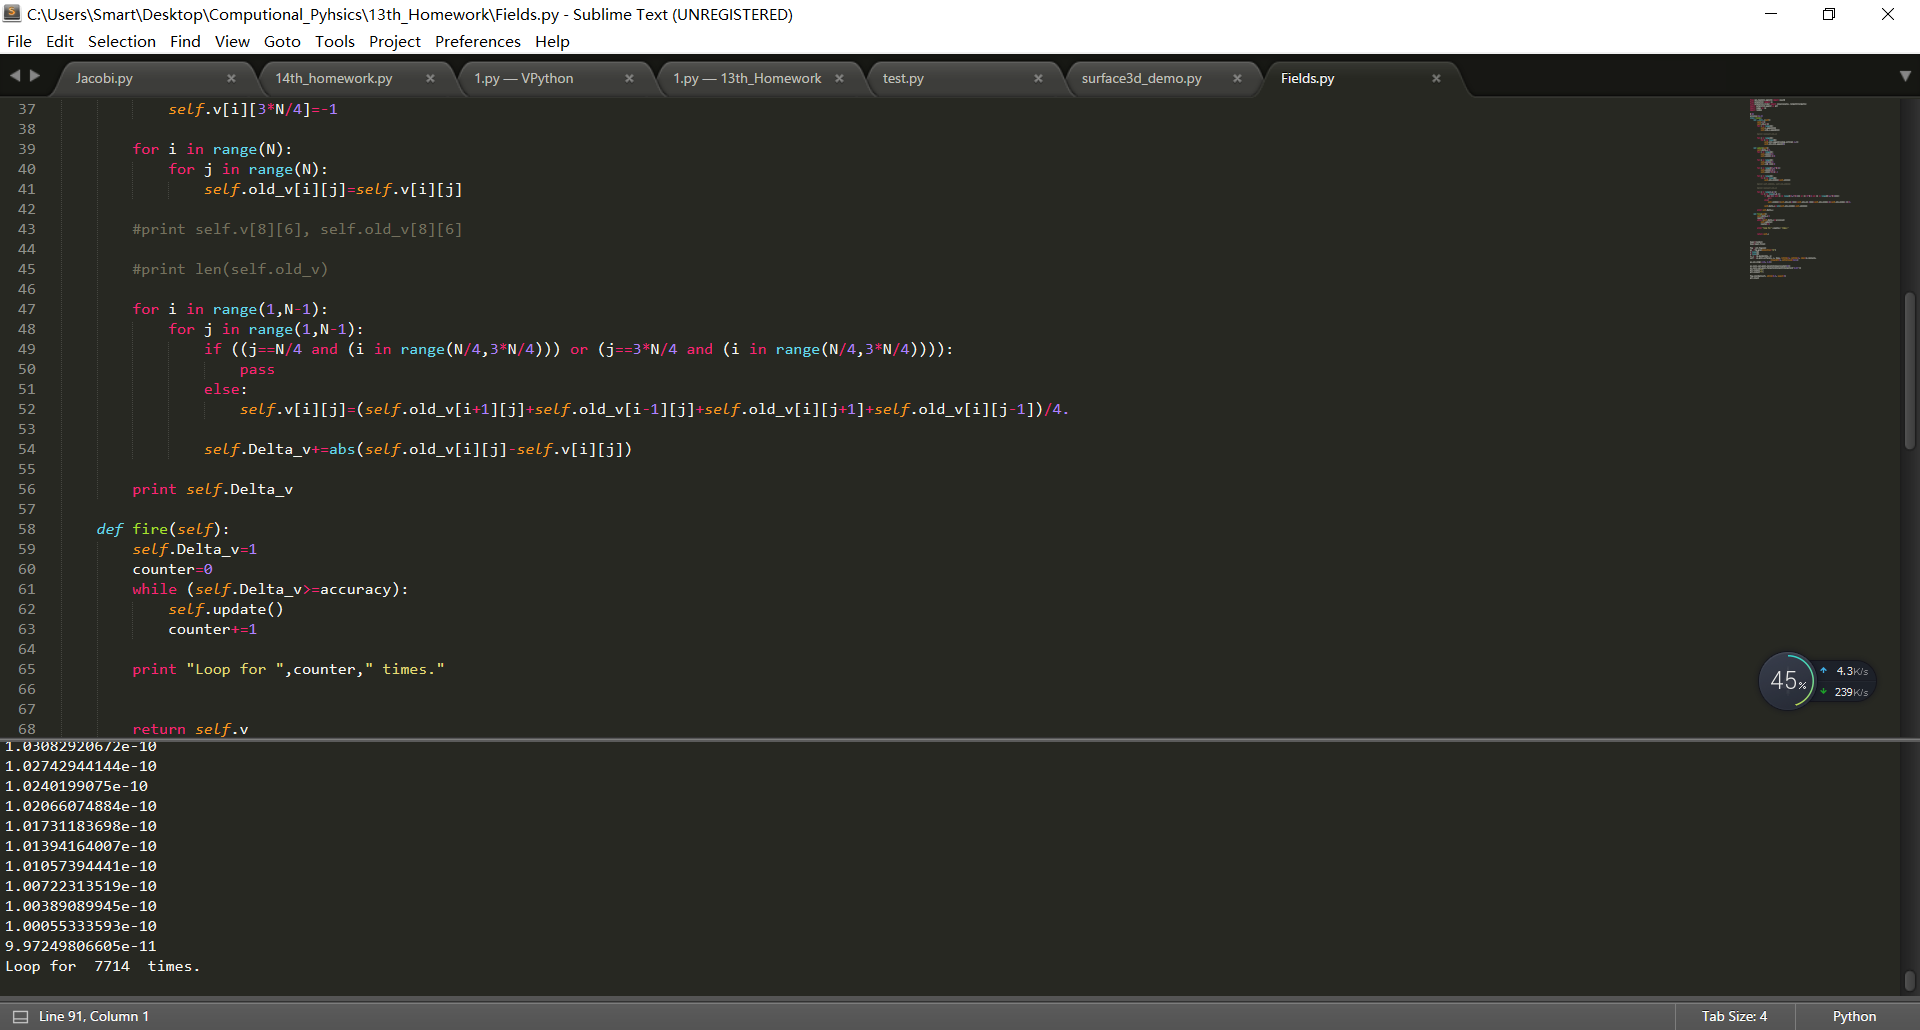 C:\Users\Smart\Desktop\Computional_Pyhsics\13th_Homework\Fields.py - Sublime Text (UNREGISTERED)
File Edit Selection Find View Goto Tools Project Preferences Help
Jacobi.py 14th_homework.py 1.py — VPython 1.py — 13th_Homework test.py surface3d_demo.py Fields.py
37 self.v[i][3*N/4]=-1
38
39 for i in range(N):
40 for j in range(N):
41 self.old_v[i][j]=self.v[i][j]
42
43 #print self.v[8][6], self.old_v[8][6]
44
45 #print len(self.old_v)
46
47 for i in range(1,N-1):
48 for j in range(1,N-1):
49 if ((j==N/4 and (i in range(N/4,3*N/4))) or (j==3*N/4 and (i in range(N/4,3*N/4)))):
50 pass
51 else:
52 self.v[i][j]=(self.old_v[i+1][j]+self.old_v[i-1][j]+self.old_v[i][j+1]+self.old_v[i][j-1])/4.
53
54 self.Delta_v+=abs(self.old_v[i][j]-self.v[i][j])
55
56 print self.Delta_v
57
58 def fire(self):
59 self.Delta_v=1
60 counter=0
61 while (self.Delta_v>=accuracy):
62 self.update()
63 counter+=1
64
65 print "Loop for ",counter," times."
66
67
68 return self.v
45%
4.3K/s
239K/s
1.03082920672e-10
1.02742944144e-10
1.0240199075e-10
1.02066074884e-10
1.01731183698e-10
1.01394164007e-10
1.01057394441e-10
1.00722313519e-10
1.00389089945e-10
1.00055333593e-10
9.97249806605e-11
Loop for  7714  times.
Line 91, Column 1 Tab Size: 4 Python